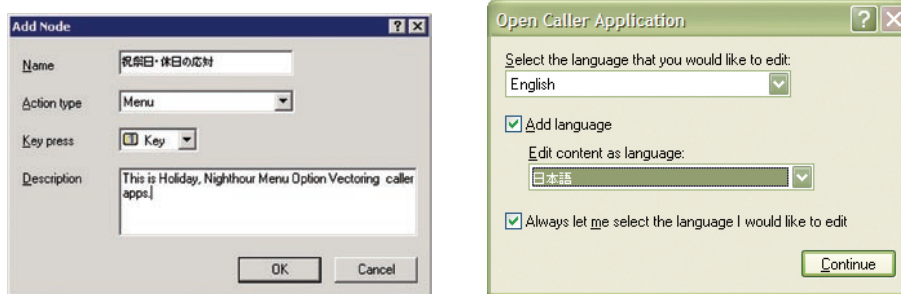 Add Node
Name
祝祭日・休日の応対
Action type
Menu
Key press
Key
Description
This is Holiday, Nighthour Menu Option Vectoring caller
apps.
OK
Cancel
Open Caller Application
Select the language that you would like to edit:
English
Add language
Edit content as language:
日本語
Always let me select the language I would like to edit
Continue